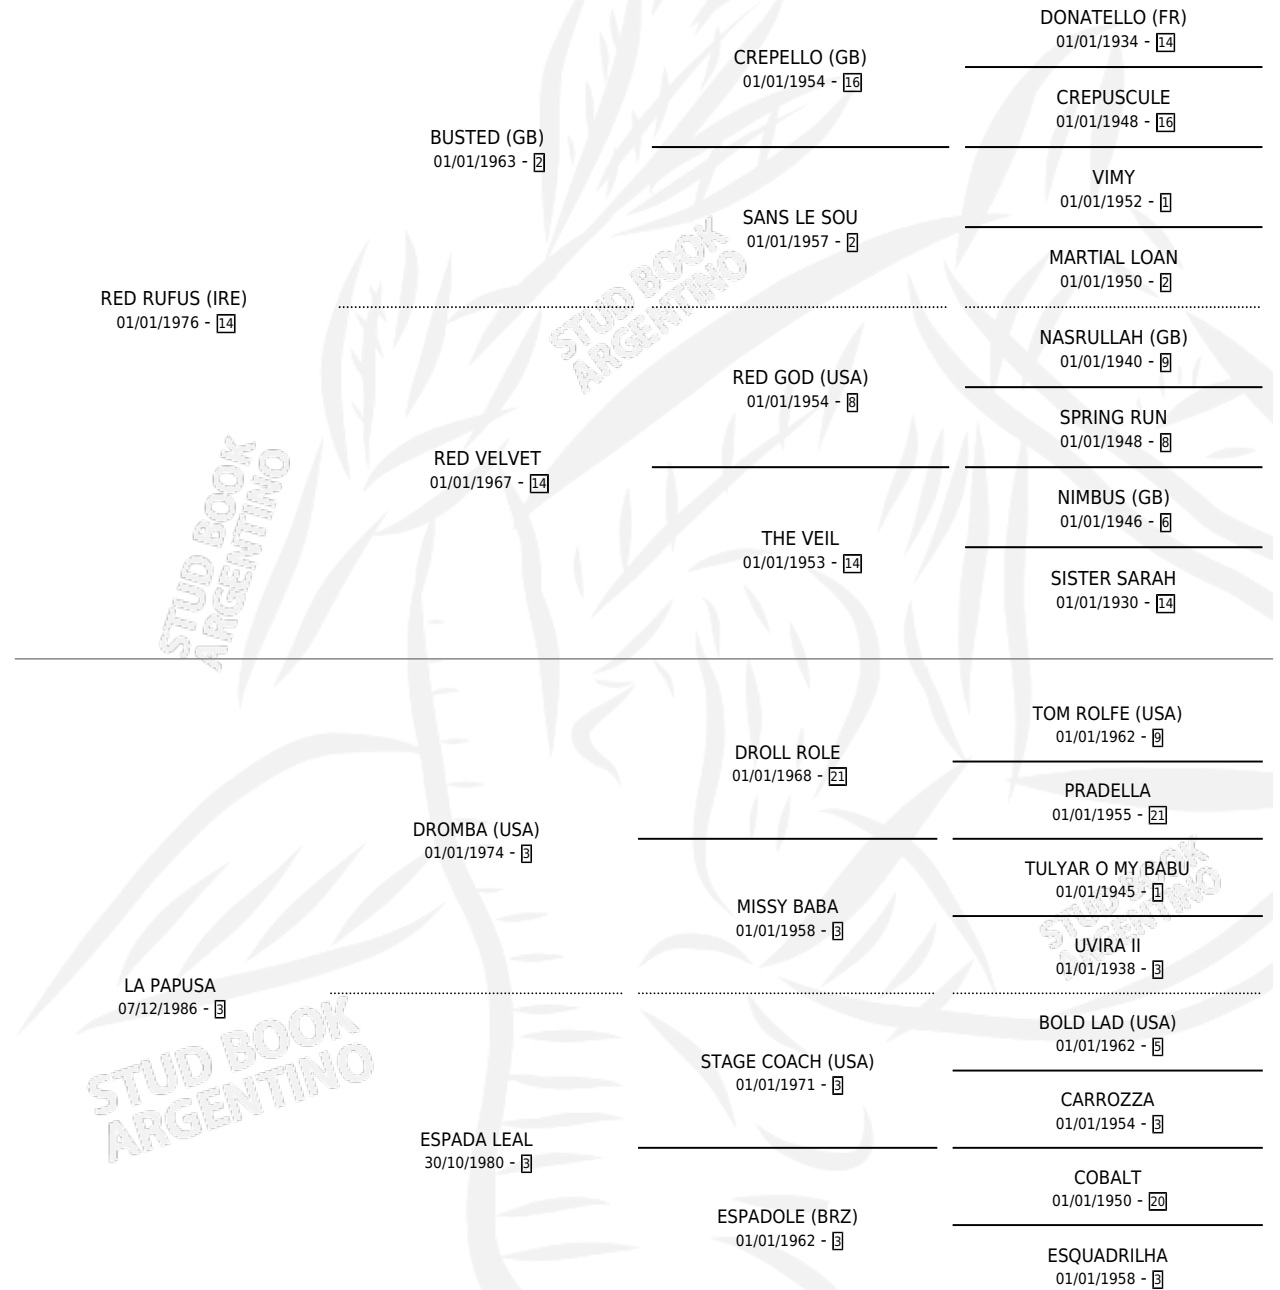 DONATELLO (FR)
01/01/1934 - 14
CREPELLO (GB)
01/01/1954 - 16
CREPUSCULE
01/01/1948 - 16
BUSTED (GB)
01/01/1963 - 2
VIMY
01/01/1952 - 1
SANS LE SOU
01/01/1957 - 2
MARTIAL LOAN
01/01/1950 - 2
RED RUFUS (IRE)
01/01/1976 - 14
NASRULLAH (GB)
01/01/1940 - 9
RED GOD (USA)
01/01/1954 - 8
SPRING RUN
01/01/1948 - 8
RED VELVET
01/01/1967 - 14
NIMBUS (GB)
01/01/1946 - 6
THE VEIL
01/01/1953 - 14
SISTER SARAH
01/01/1930 - 14
TOM ROLFE (USA)
01/01/1962 - 9
DROLL ROLE
01/01/1968 - 21
PRADELLA
01/01/1955 - 21
DROMBA (USA)
01/01/1974 - 3
TULYAR O MY BABU
01/01/1945 - 1
MISSY BABA
01/01/1958 - 3
UVIRA II
01/01/1938 - 3
LA PAPUSA
07/12/1986 - 3
BOLD LAD (USA)
01/01/1962 - 5
STAGE COACH (USA)
01/01/1971 - 3
CARROZZA
01/01/1954 - 3
ESPADA LEAL
30/10/1980 - 3
COBALT
01/01/1950 - 20
ESPADOLE (BRZ)
01/01/1962 - 3
ESQUADRILHA
01/01/1958 - 3
STUD BOOK
ARGENTINO
STUD BOOK
ARGENTINO
STUD BOOK
ARGENTINO
STUD BOOK
ARGENTINO